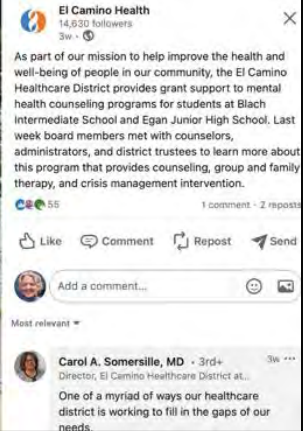 El Camino Health
14,630 followers
3w •
As part of our mission to help improve the health and
well-being of people in our community, the El Camino
Healthcare District provides grant support to mental
health counseling programs for students at Blach
Intermediate School and Egan Junior High School. Last
week board members met with counselors,
administrators, and district trustees to learn more about
this program that provides counseling, group and family
therapy, and crisis management intervention.
55
1 comment · 2 reposts
Like Comment Repost Send
Add a comment...
Most relevant
Carol A. Somersille, MD • 3rd+
3w ...
Director, El Camino Healthcare District at...
One of a myriad of ways our healthcare
district is working to fill in the gaps of our
needs.